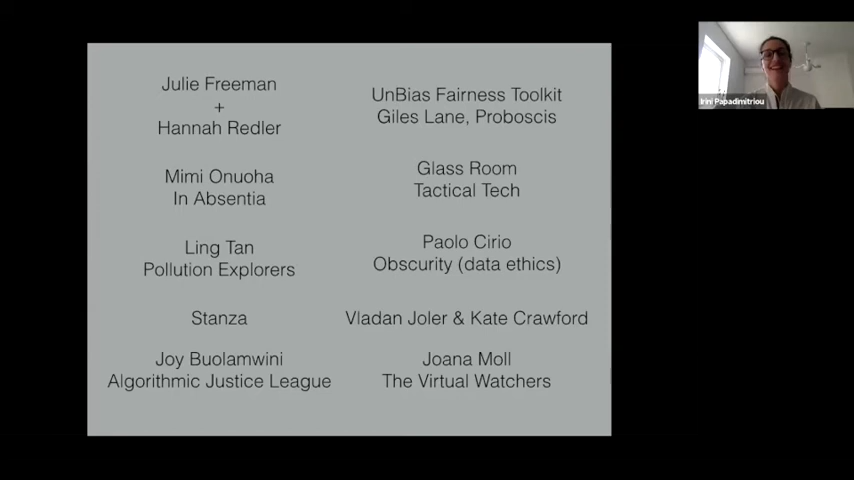 Julie Freeman
+
Hannah Redler
Mimi Onuoha
In Absentia
Ling Tan
Pollution Explorers
Stanza
Joy Buolamwini
Algorithmic Justice League
UnBias Fairness Toolkit
Giles Lane, Proboscis
Glass Room
Tactical Tech
Paolo Cirio
Obscurity (data ethics)
Vladan Joler & Kate Crawford
Joana Moll
The Virtual Watchers
Irini Papadimitriou